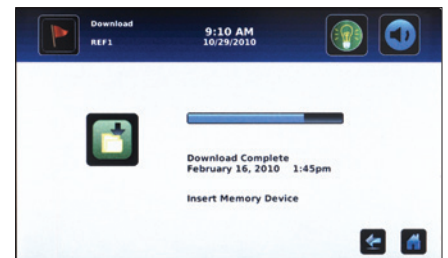 Download
REF1
9:10 AM
10/29/2010
Download Complete
February 16, 2010 1:45pm
Insert Memory Device